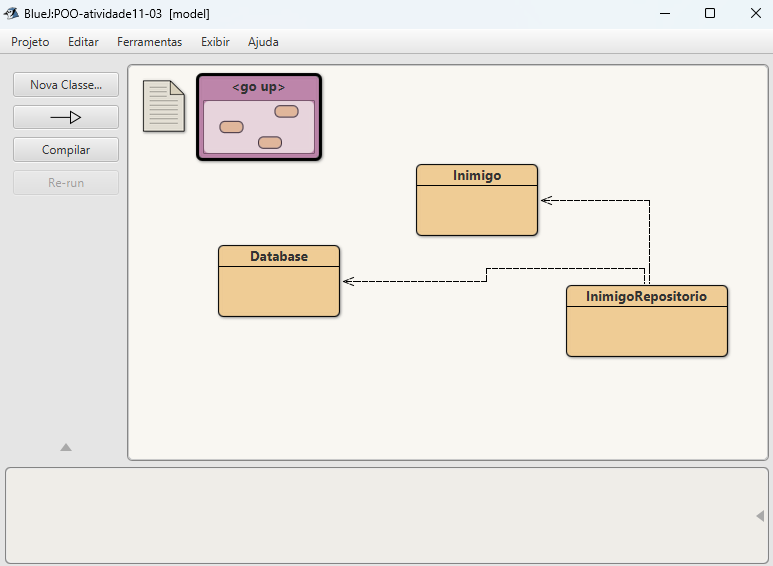 BlueJ:POO-atividade11-03 [model]
Projeto Editar Ferramentas Exibir Ajuda
Nova Classe...
Compilar
Re-run
<go up>
Inimigo
Database
InimigoRepositorio